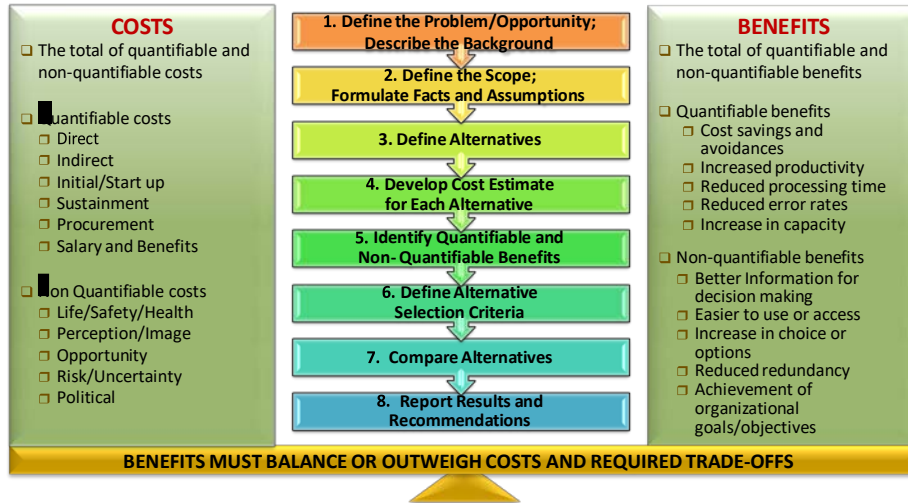 COSTS
The total of quantifiable and
non-quantifiable costs
uantifiable costs
Direct
Indirect
Initial/Start up
Sustainment
Procurement
Salary and Benefits
on Quantifiable costs
Life/Safety/Health
Perception/Image
Opportunity
Risk/Uncertainty
Political
1. Define the Problem/Opportunity;
Describe the Background
2. Define the Scope;
Formulate Facts and Assumptions
3. Define Alternatives
4. Develop Cost Estimate
for Each Alternative
5. Identify Quantifiable and
Non- Quantifiable Benefits
6. Define Alternative
Selection Criteria
7. Compare Alternatives
8. Report Results and
Recommendations
BENEFITS
The total of quantifiable and
non-quantifiable benefits
Quantifiable benefits
Cost savings and
avoidances
Increased productivity
Reduced processing time
Reduced error rates
Increase in capacity
Non-quantifiable benefits
Better Information for
decision making
Easier to use or access
Increase in choice or
options
Reduced redundancy
Achievement of
organizational
goals/objectives
BENEFITS MUST BALANCE OR OUTWEIGH COSTS AND REQUIRED TRADE-OFFS